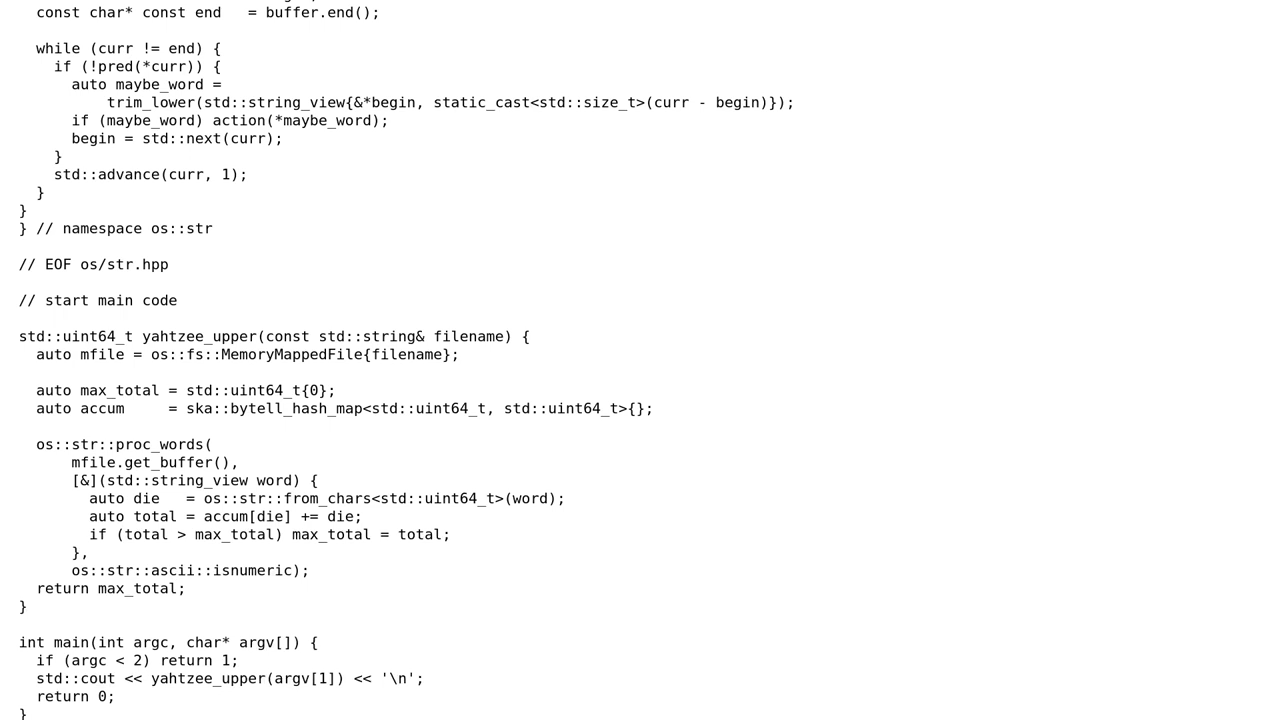 const char* const end   = buffer.end();

  while (curr != end) {
    if (!pred(*curr)) {
      auto maybe_word =
          trim_lower(std::string_view{&*begin, static_cast<std::size_t>(curr - begin)});
      if (maybe_word) action(*maybe_word);
      begin = std::next(curr);
    }
    std::advance(curr, 1);
  }
}
} // namespace os::str

// EOF os/str.hpp

// start main code

std::uint64_t yahtzee_upper(const std::string& filename) {
  auto mfile = os::fs::MemoryMappedFile{filename};

  auto max_total = std::uint64_t{0};
  auto accum     = ska::bytell_hash_map<std::uint64_t, std::uint64_t>{};

  os::str::proc_words(
      mfile.get_buffer(),
      [&](std::string_view word) {
        auto die   = os::str::from_chars<std::uint64_t>(word);
        auto total = accum[die] += die;
        if (total > max_total) max_total = total;
      },
      os::str::ascii::isnumeric);
  return max_total;
}

int main(int argc, char* argv[]) {
  if (argc < 2) return 1;
  std::cout << yahtzee_upper(argv[1]) << '\n';
  return 0;
}